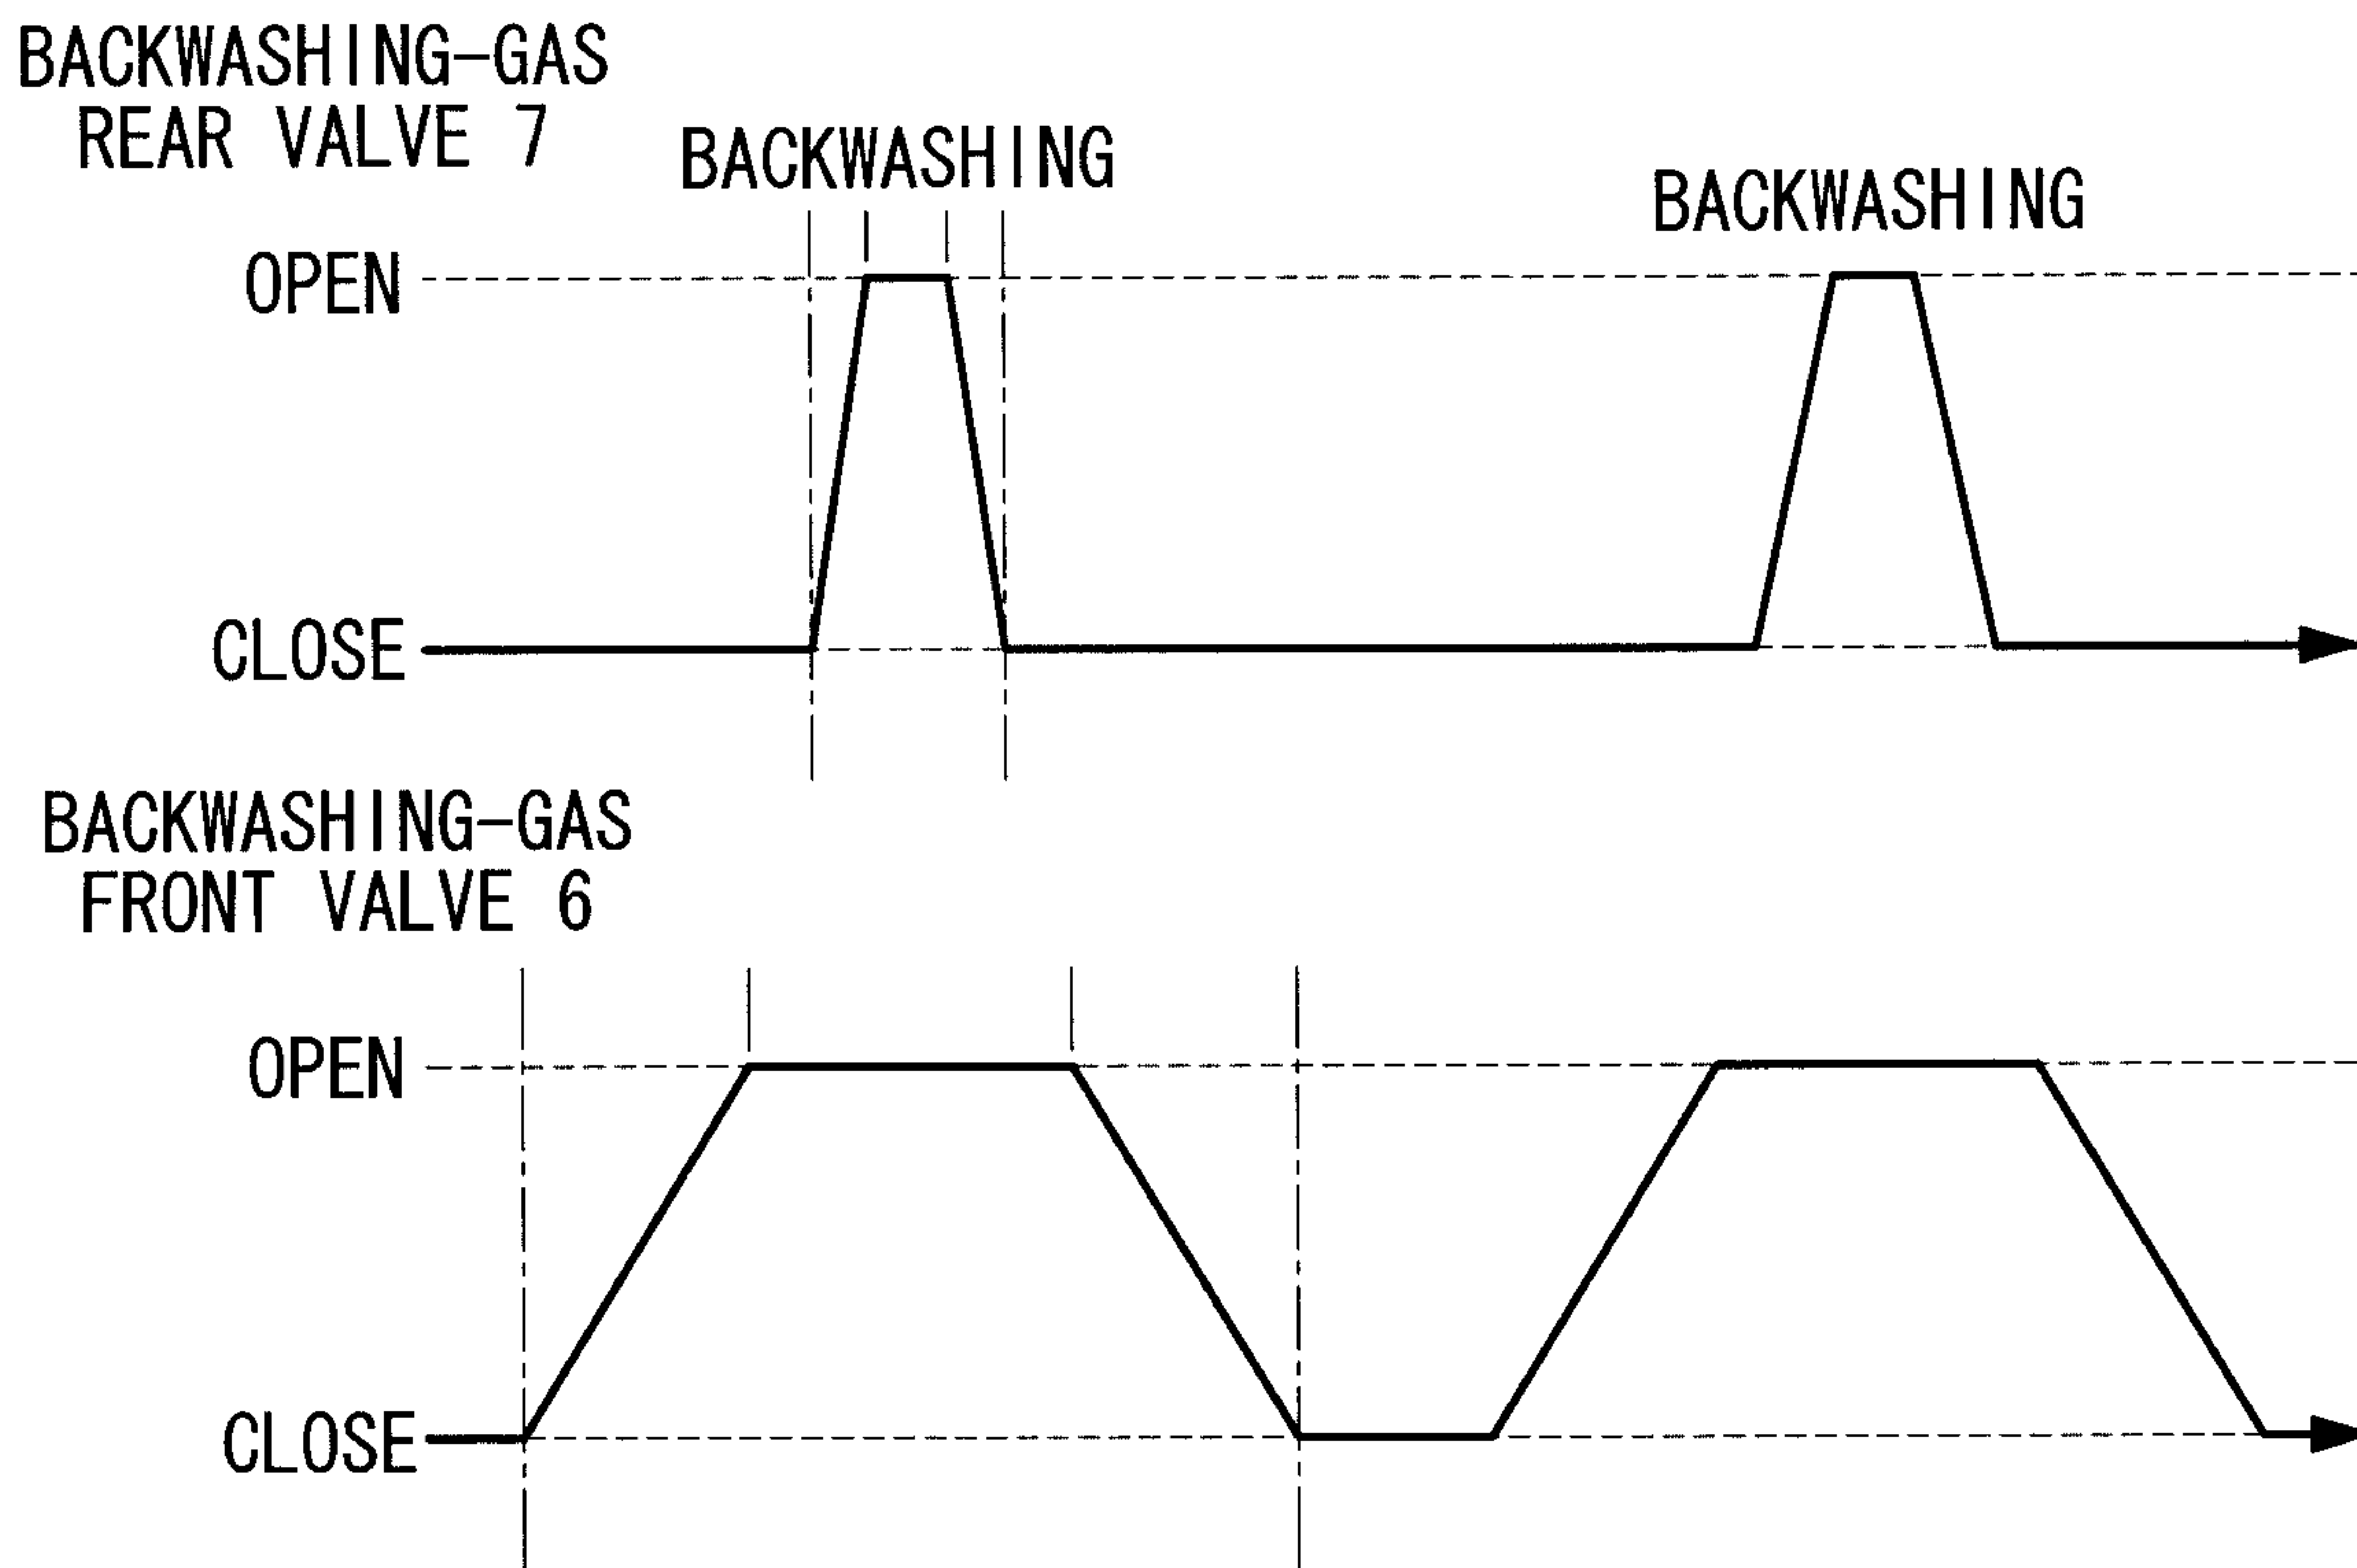 BACKWASHING-GAS
REAR VALVE 7
BACKWASHING
BACKWASHING
OPEN
CLOSE
BACKWASHING-GAS
FRONT VALVE 6
OPEN
CLOSE